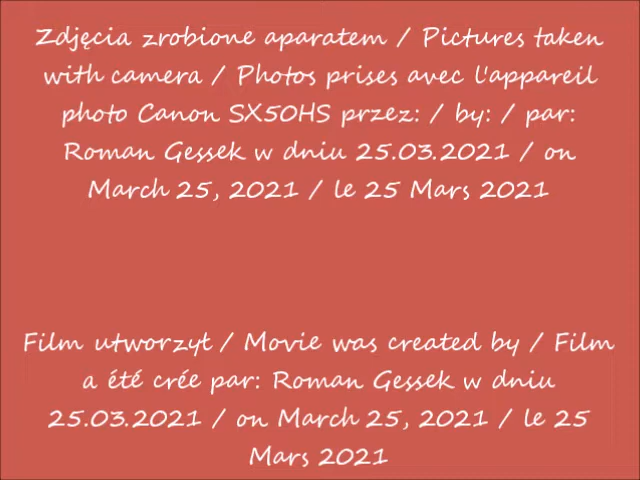 Zdjęcia zrobione aparatem / Pictures taken
with camera / Photos prises avec l'appareil
photo Canon SX50HS przez: / by: / par:
Roman Gessek w dniu 25.03.2021 / on
March 25, 2021 / le 25 Mars 2021
Film utworzył / Movie was created by / Film
a été crée par: Roman Gessek w dniu
25.03.2021 / on March 25, 2021 / le 25
Mars 2021